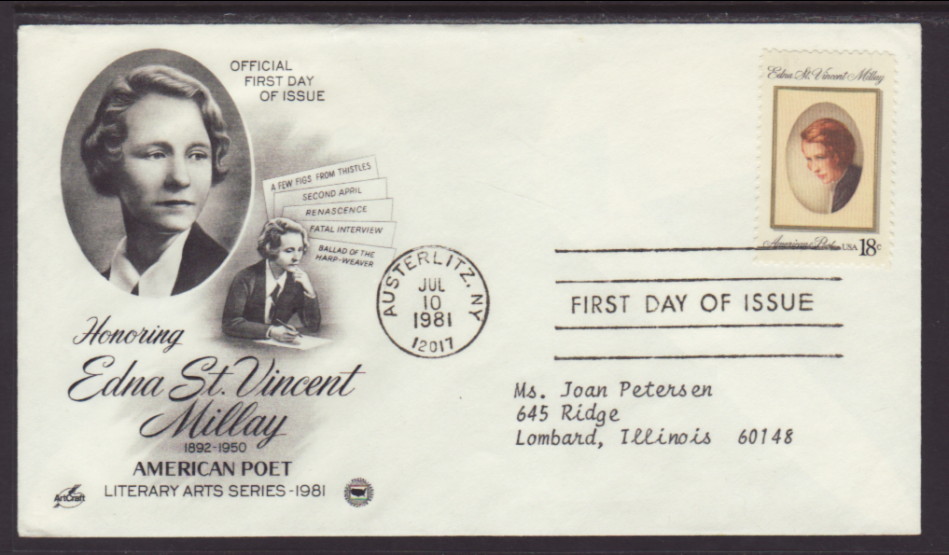 OFFICIAL
FIRST DAY
OF ISSUE
A FEW FIGS FROM THISTLES
SECOND APRIL
RENASCENCE
FATAL INTERVIEW
BALLAD OF THE
HARP-WEAVER
Honoring
Edna St. Vincent
Millay
1892-1950
AMERICAN POET
LITERARY ARTS SERIES-1981
ArtCraft
AUSTERLITZ, NY
JUL
10
1981
12017
Edna St. Vincent Millay
American Poet USA 18c
FIRST DAY OF ISSUE
Ms. Joan Petersen
645 Ridge
Lombard, Illinois 60148